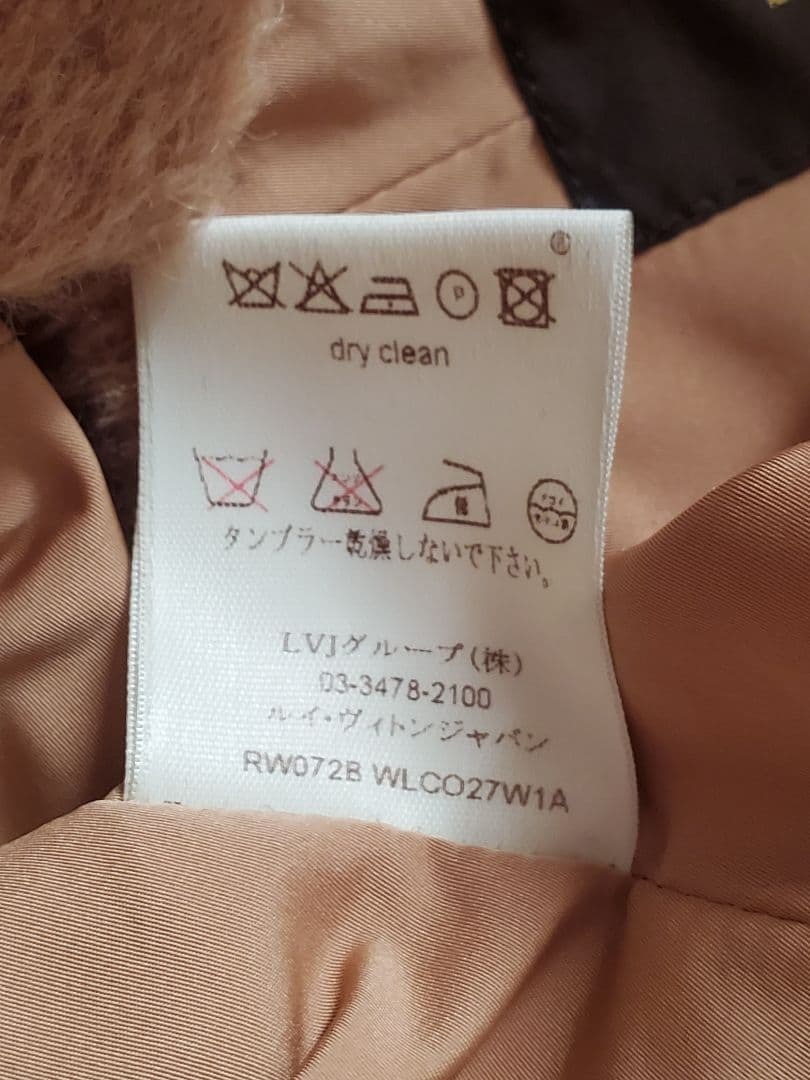 P
dry clean
タンブラー乾燥しないで下さい。
LVJグループ(株)
03-3478-2100
ルイ・ヴィトンジャパン
RW072B WLCO27W1A